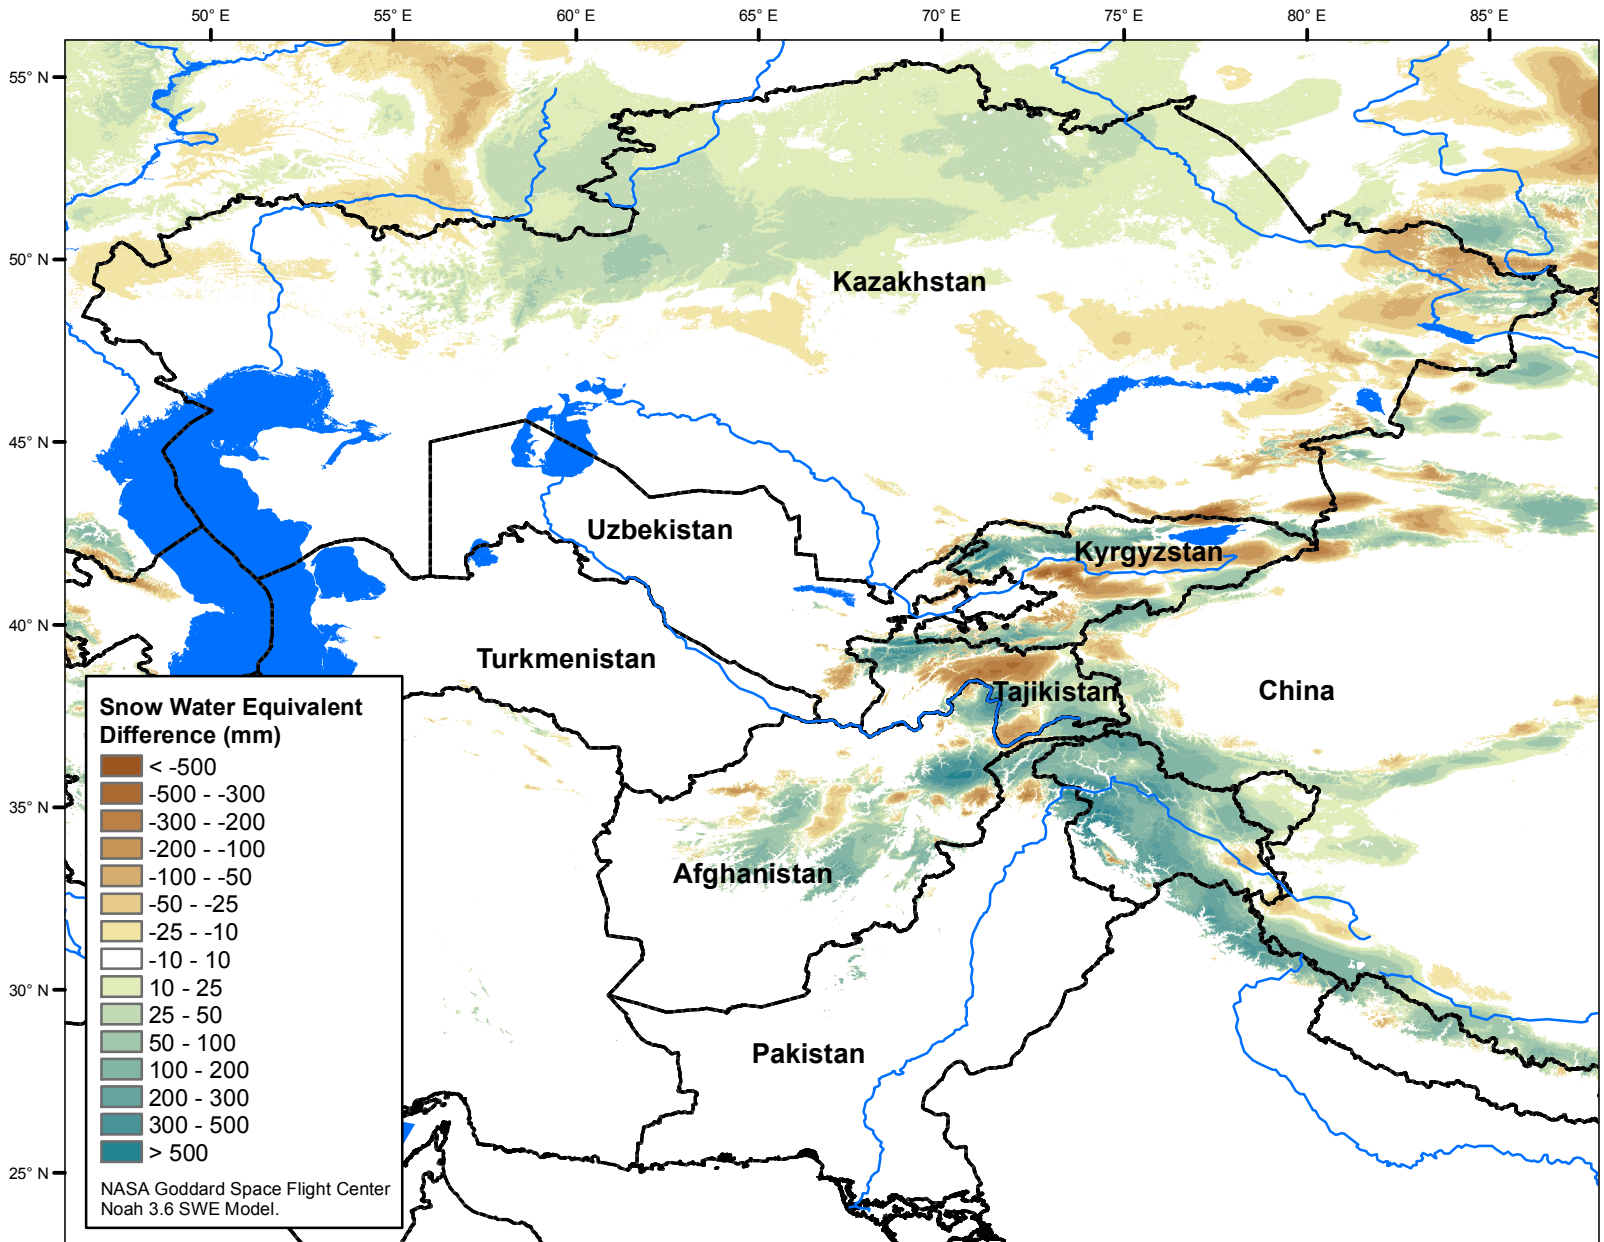 50° E 55° E 60° E 65° E 70° E 75° E 80° E 85° E
55° N
50° N
45° N
40° N
35° N
30° N
25° N
Kazakhstan
Uzbekistan
Kyrgyzstan
Turkmenistan
Tajikistan
China
Afghanistan
Pakistan
Snow Water Equivalent
Difference (mm)
< -500
-500 - -300
-300 - -200
-200 - -100
-100 - -50
-50 - -25
-25 - -10
-10 - 10
10 - 25
25 - 50
50 - 100
100 - 200
200 - 300
300 - 500
> 500
NASA Goddard Space Flight Center
Noah 3.6 SWE Model.